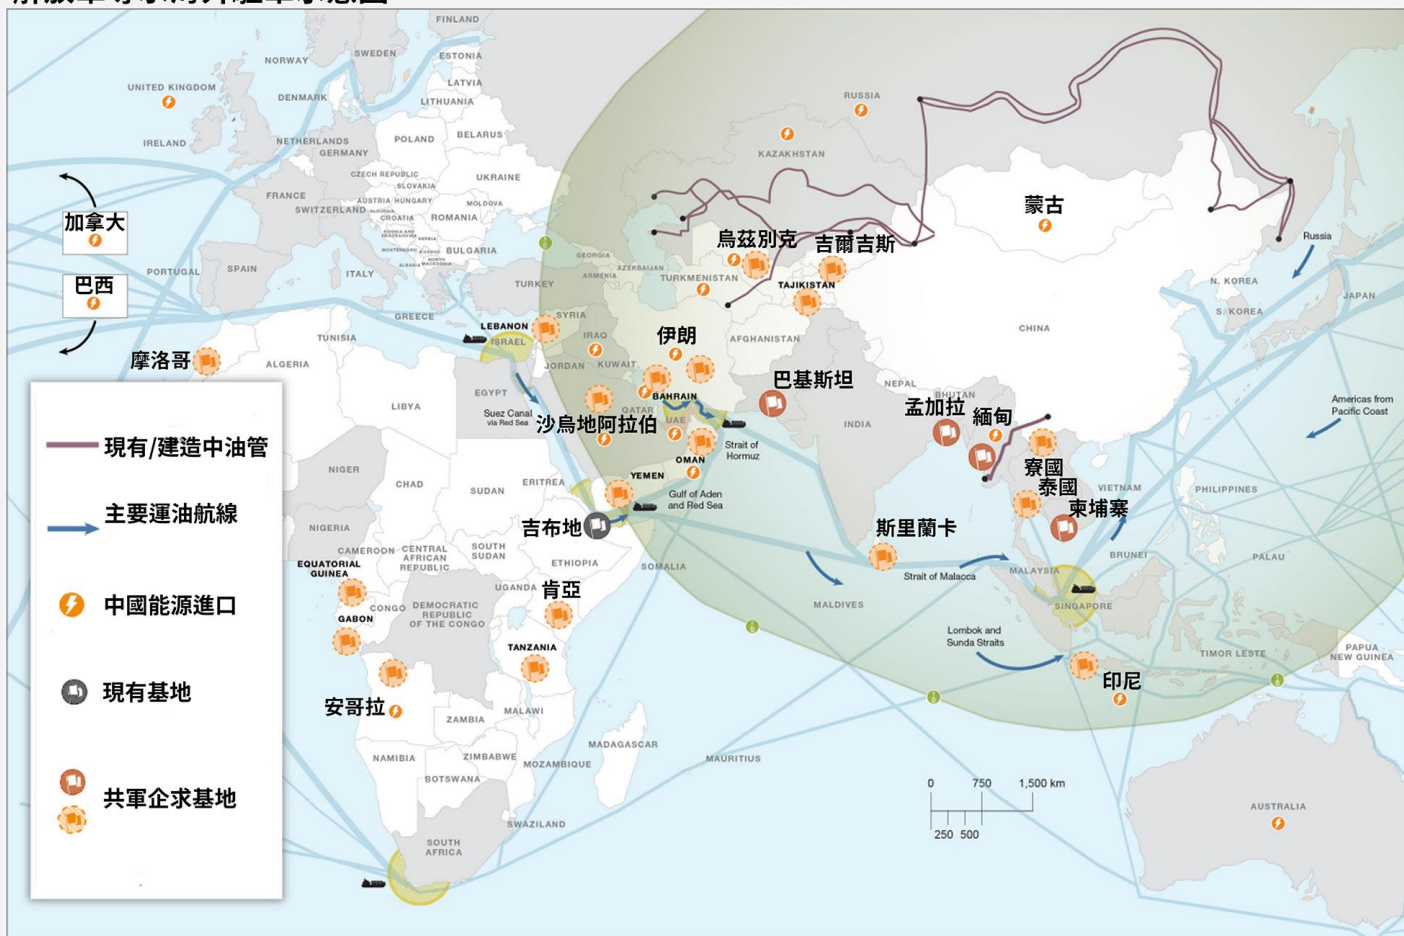 FINLAND
SWEDEN
NORWAY
ESTONIA
LATVIA
LITHUANIA
UNITED KINGDOM
DENMARK
IRELAND
NETHERLANDS
GERMANY
POLAND
BELARUS
CZECH REPUBLIC
SLOVAKIA
UKRAINE
FRANCE
AUSTRIA
HUNGARY
MOLDOVA
SWITZERLAND
CROATIA
ROMANIA
BULGARIA
PORTUGAL
SPAIN
ITALY
GREECE
TURKEY
GEORGIA
ARMENIA
AZERBAIJAN
RUSSIA
KAZAKHSTAN
蒙古
加拿大
巴西
摩洛哥
烏茲別克
吉爾吉斯
TURKMENISTAN
TAJIKISTAN
Russia
N. KOREA
S. KOREA
JAPAN
CHINA
TUNISIA
ALGERIA
LIBYA
EGYPT
LEBANON
ISRAEL
SYRIA
JORDAN
IRAQ
KUWAIT
伊朗
AFGHANISTAN
BAHRAIN
QATAR
UAE
沙烏地阿拉伯
Suez Canal
via Red Sea
OMAN
YEMEN
Strait of
Hormuz
Gulf of Aden
and Red Sea
巴基斯坦
NEPAL
BHUTAN
INDIA
孟加拉
緬甸
寮國
泰國
柬埔寨
VIETNAM
PHILIPPINES
Americas from
Pacific Coast
現有/建造中油管
主要運油航線
中國能源進口
現有基地
共軍企求基地
NIGER
CHAD
SUDAN
ERITREA
NIGERIA
吉布地
CAMEROON
CENTRAL
AFRICAN
REPUBLIC
SOUTH
SUDAN
ETHIOPIA
SOMALIA
EQUATORIAL
GUINEA
UGANDA
肯亞
CONGO
DEMOCRATIC
REPUBLIC
OF THE CONGO
GABON
TANZANIA
安哥拉
ZAMBIA
MALAWI
NAMIBIA
ZIMBABWE
MOZAMBIQUE
BOTSWANA
MADAGASCAR
MAURITIUS
SWAZILAND
SOUTH
AFRICA
斯里蘭卡
MALDIVES
Strait of Malacca
MALAYSIA
BRUNEI
PALAU
SINGAPORE
Lombok and
Sunda Straits
TIMOR LESTE
PAPUA
NEW GUINEA
印尼
AUSTRALIA
0 750 1,500 km
250 500